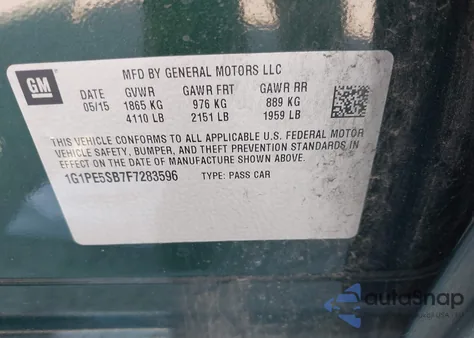 GM
MFD BY GENERAL MOTORS LLC
DATE GVWR GAWR FRT GAWR RR
05/15 1865 KG 976 KG 889 KG
4110 LB 2151 LB 1959 LB
THIS VEHICLE CONFORMS TO ALL APPLICABLE U.S. FEDERAL MOTOR
VEHICLE SAFETY, BUMPER, AND THEFT PREVENTION STANDARDS IN
EFFECT ON THE DATE OF MANUFACTURE SHOWN ABOVE.
1G1PE5SB7F7283596 TYPE: PASS CAR
autoSnap